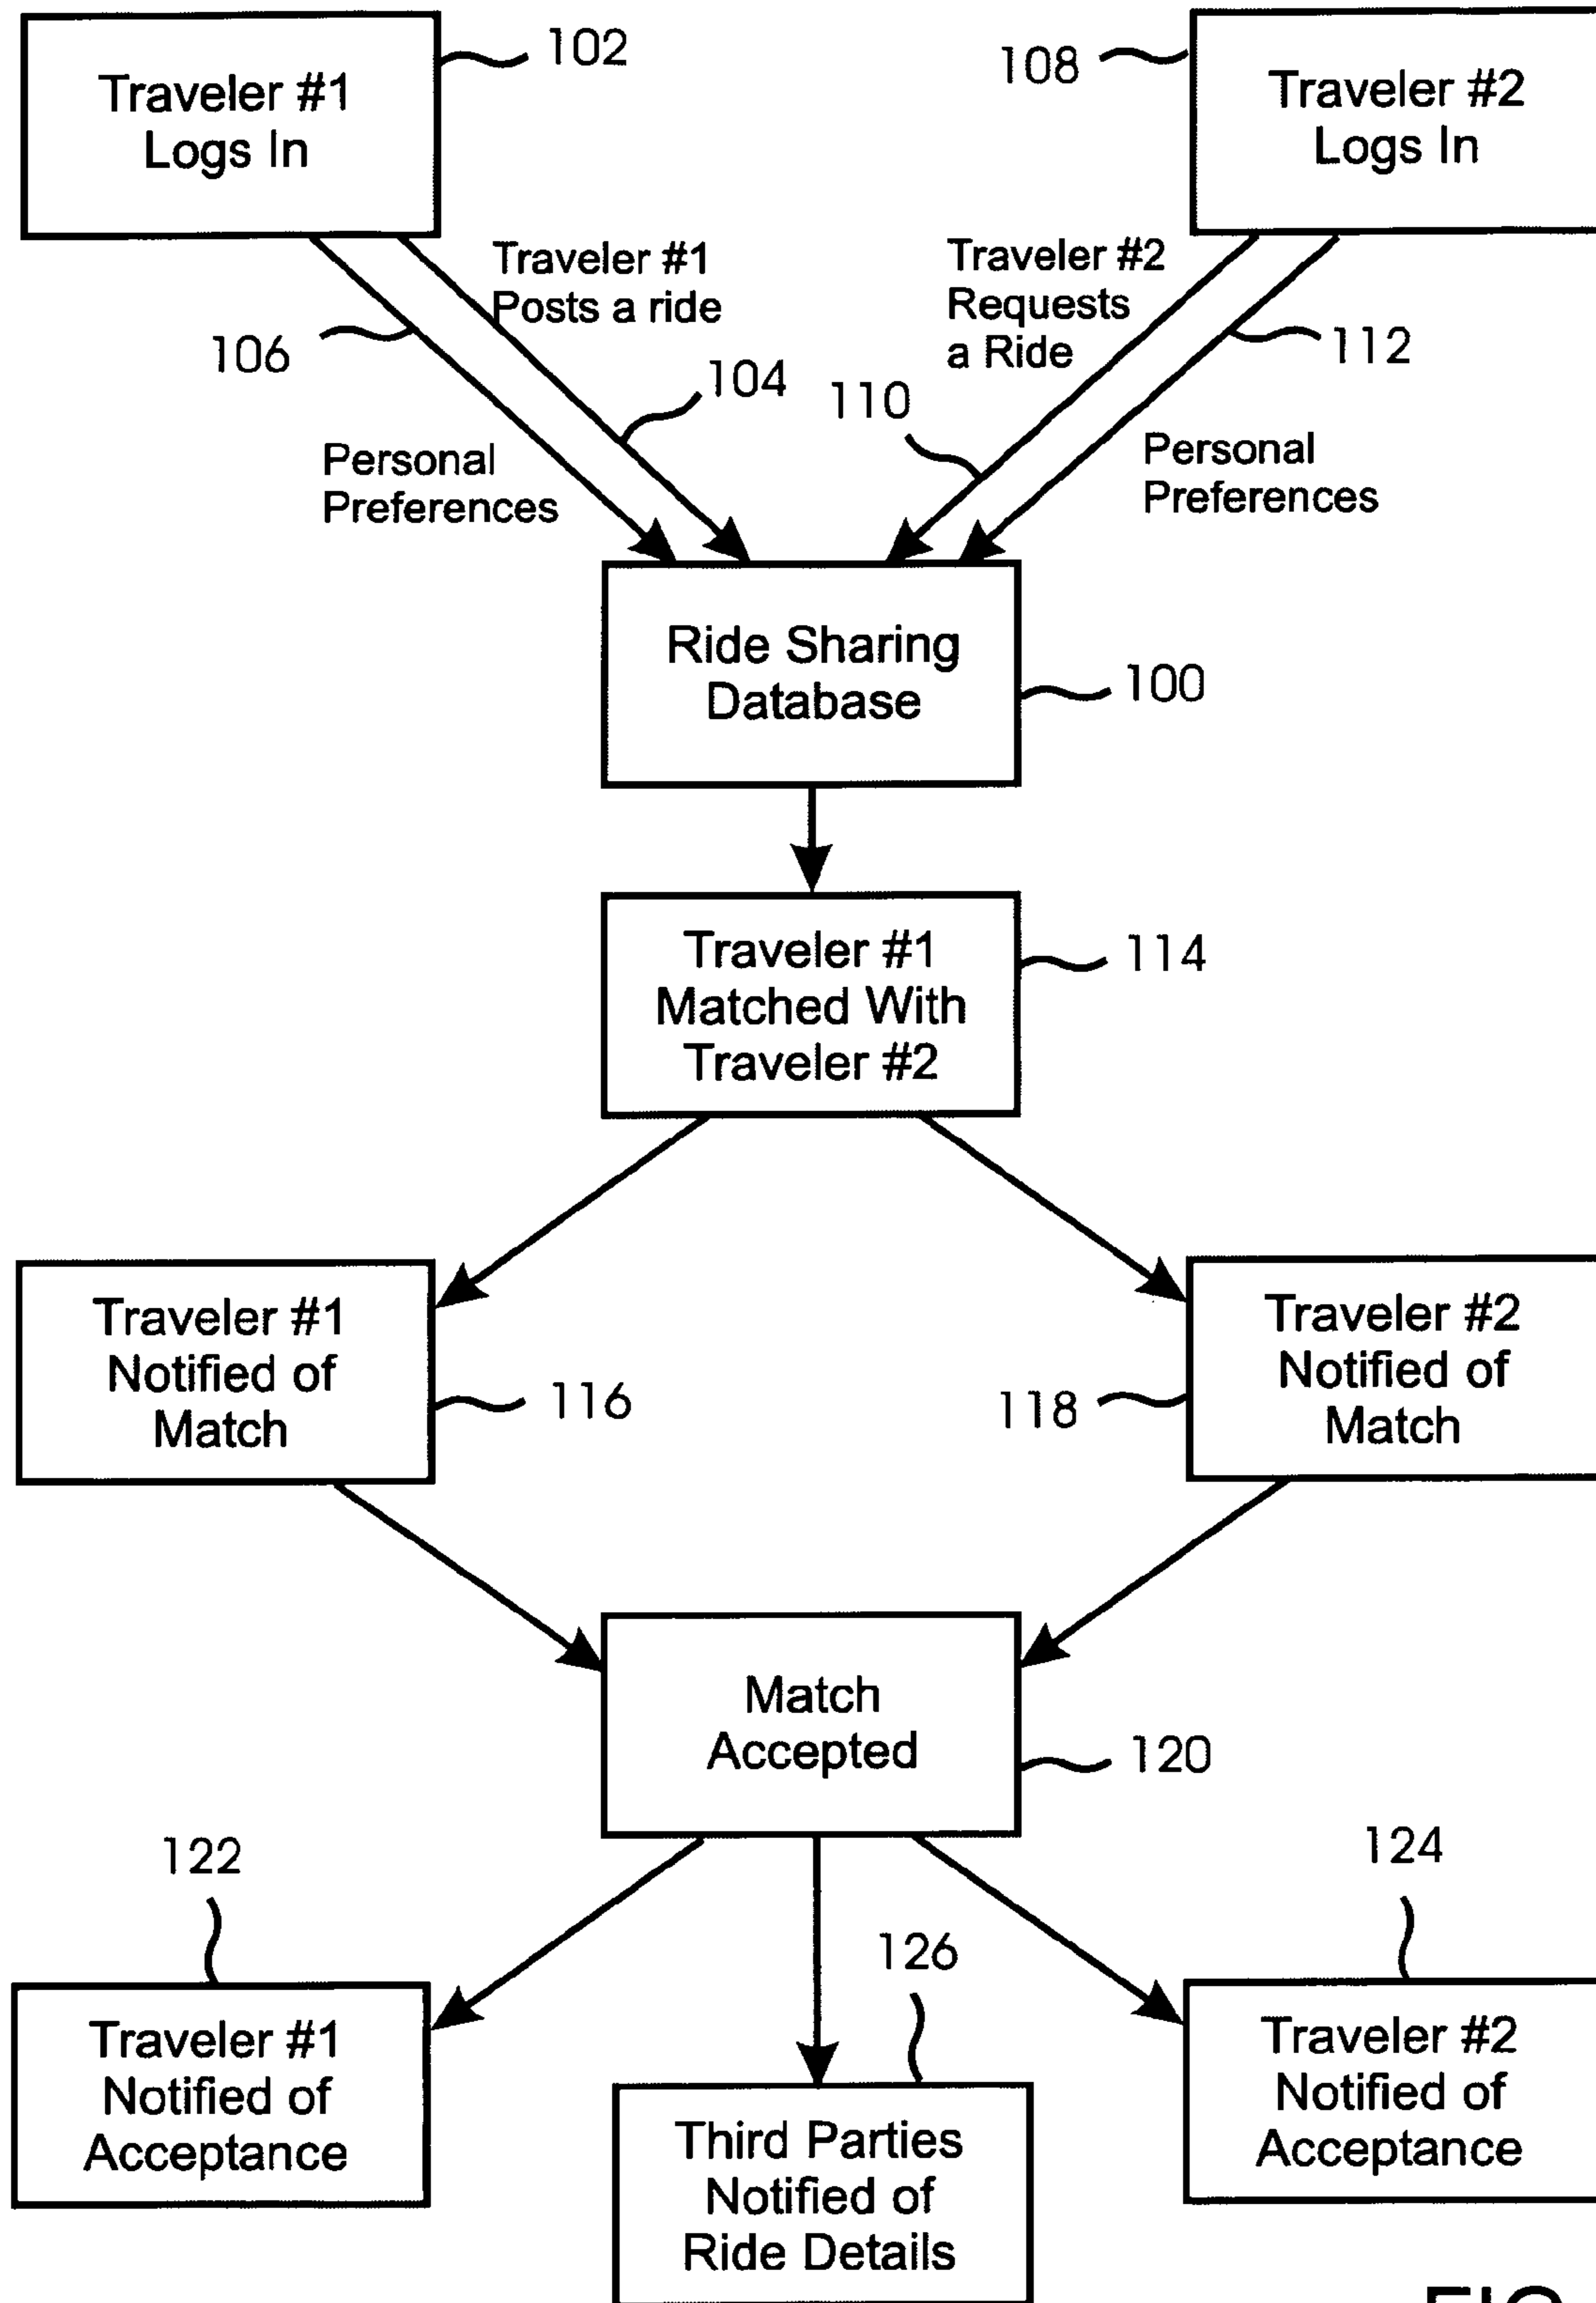 Traveler #1
Logs In
102
108
Traveler #2
Logs In
Traveler #1
Posts a ride
Traveler #2
Requests
a Ride
106
104
110
112
Personal
Preferences
Personal
Preferences
Ride Sharing
Database
100
Traveler #1
Matched With
Traveler #2
114
Traveler #1
Notified of
Match
116
118
Traveler #2
Notified of
Match
Match
Accepted
120
122
124
126
Traveler #1
Notified of
Acceptance
Third Parties
Notified of
Ride Details
Traveler #2
Notified of
Acceptance